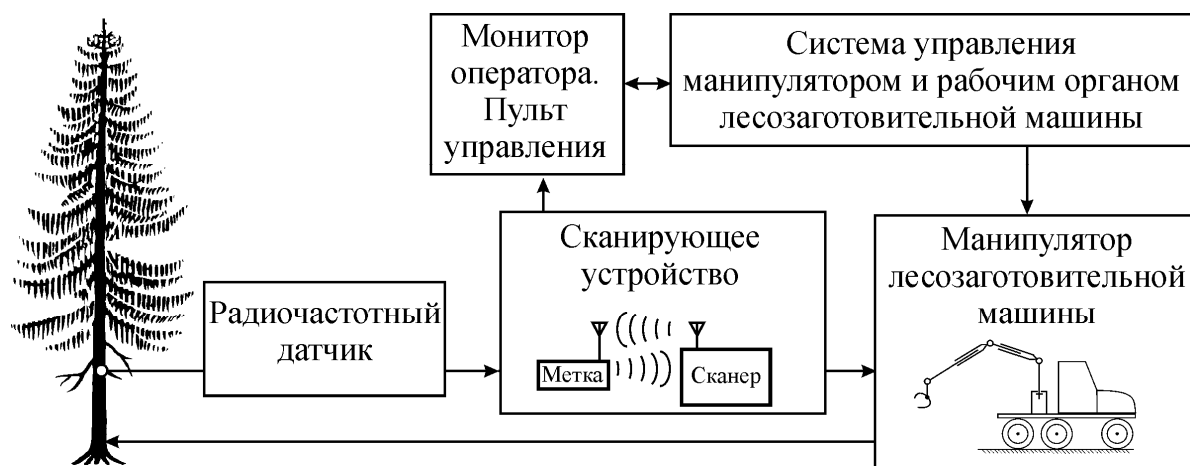 Монитор
оператора.
Пульт
управления
Система управления
манипулятором и рабочим органом
лесозаготовительной машины
Радиочастотный
датчик
Сканирующее
устройство
Метка
Сканер
Манипулятор
лесозаготовительной
машины